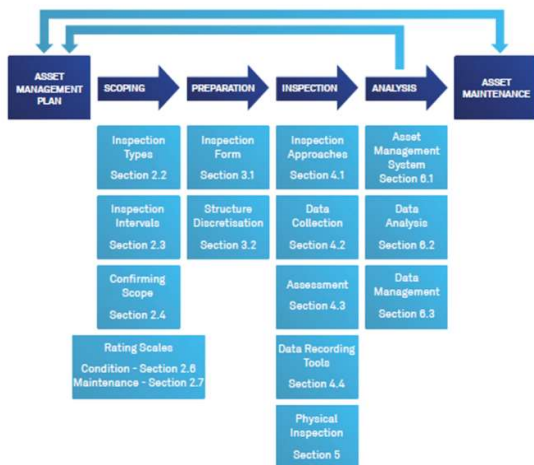 ASSET
MANAGEMENT
PLAN
SCOPING
PREPARATION
INSPECTION
ANALYSIS
ASSET
MAINTENANCE
Inspection
Types
Section 2.2
Inspection
Intervals
Section 2.3
Confirming
Scope
Section 2.4
Rating Scales
Condition - Section 2.6
Maintenance - Section 2.7
Inspection
Form
Section 3.1
Structure
Discretisation
Section 3.2
Inspection
Approaches
Section 4.1
Data
Collection
Section 4.2
Assessment
Section 4.3
Data Recording
Tools
Section 4.4
Physical
Inspection
Section 5
Asset
Management
System
Section 6.1
Data
Analysis
Section 6.2
Data
Management
Section 6.3